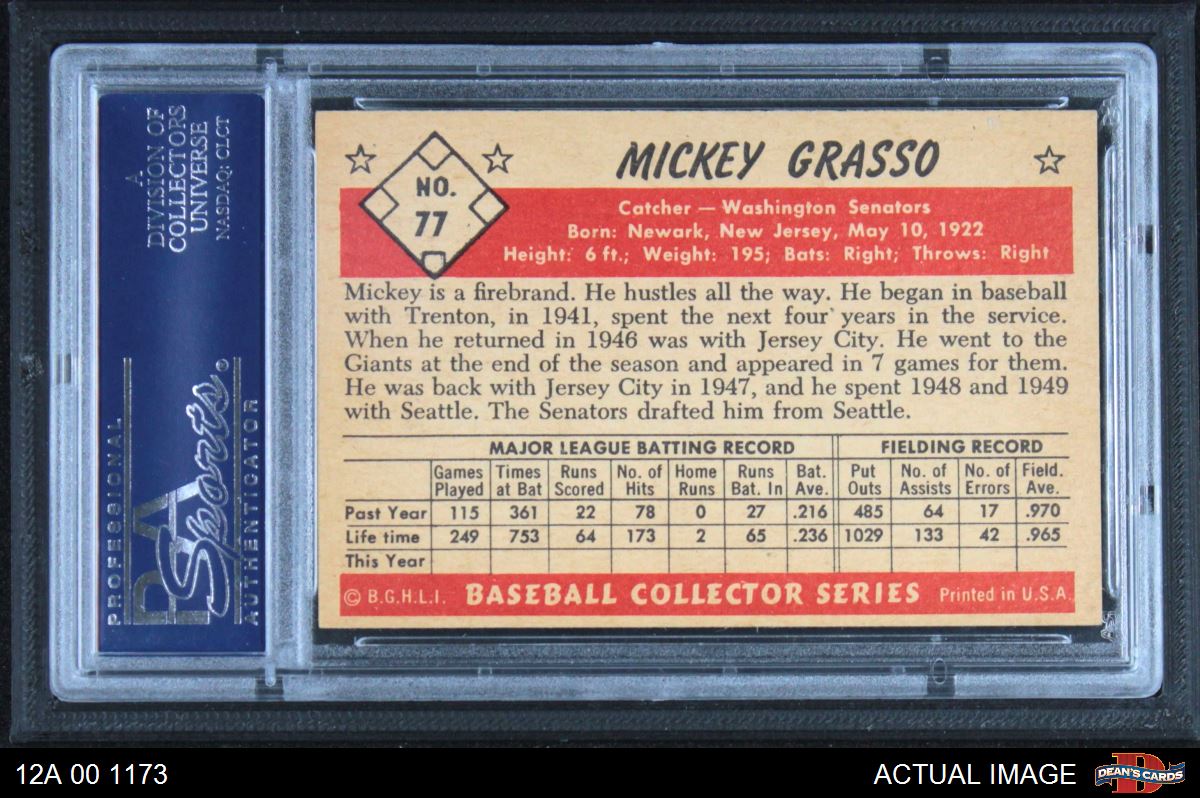 A
DIVISION OF
COLLECTORS
UNIVERSE
NASDAQ: CLCT
PROFESSIONAL
PSA
Sports®
AUTHENTICATOR
NO.
77
MICKEY GRASSO
Catcher — Washington Senators
Born: Newark, New Jersey, May 10, 1922
Height: 6 ft.; Weight: 195; Bats: Right; Throws: Right
Mickey is a firebrand. He hustles all the way. He began in baseball
with Trenton, in 1941, spent the next four years in the service.
When he returned in 1946 was with Jersey City. He went to the
Giants at the end of the season and appeared in 7 games for them.
He was back with Jersey City in 1947, and he spent 1948 and 1949
with Seattle. The Senators drafted him from Seattle.
MAJOR LEAGUE BATTING RECORD FIELDING RECORD
Games Times Runs No. of Home Runs Bat. Put No. of No. of Field.
Played at Bat Scored Hits Runs Bat. In Ave. Outs Assists Errors Ave.
Past Year 115 361 22 78 0 27 .216 485 64 17 .970
Life time 249 753 64 173 2 65 .236 1029 133 42 .965
This Year
© B.G.H.L.I. BASEBALL COLLECTOR SERIES Printed in U.S.A.
12A 00 1173
ACTUAL IMAGE
D
DEAN'S CARDS